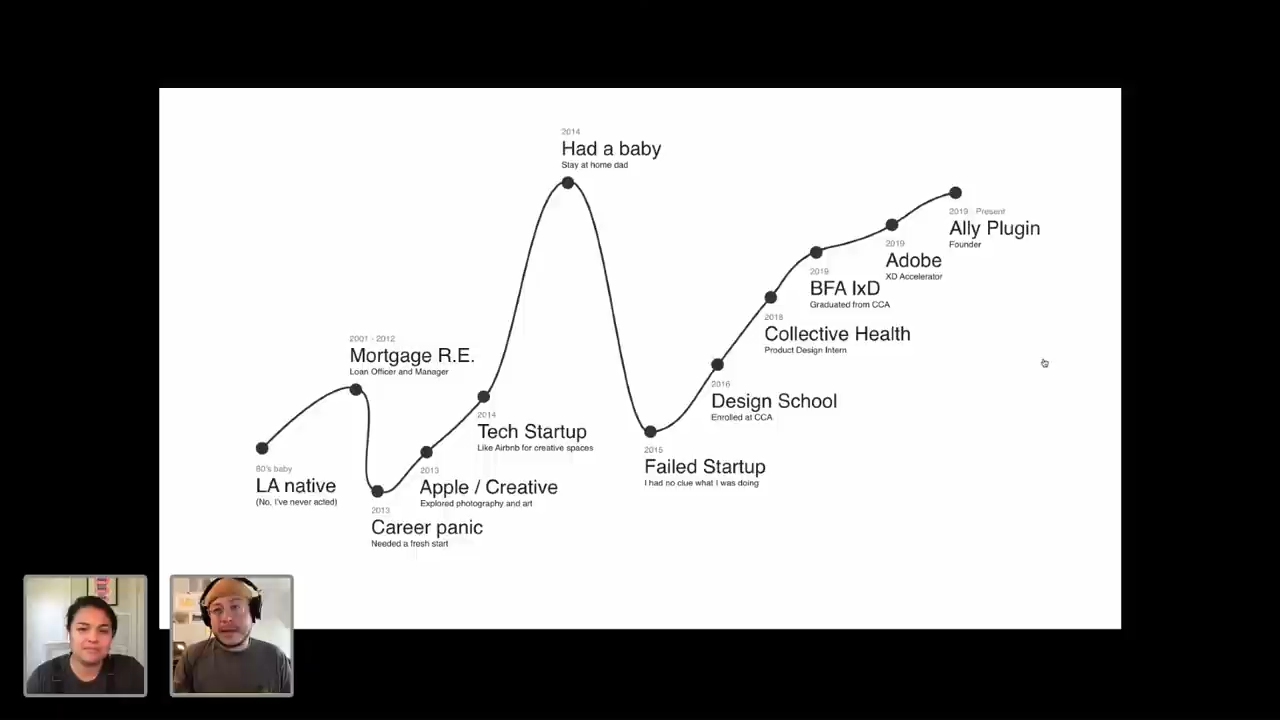 2014
Had a baby
Stay at home dad
2019 - Present
Ally Plugin
Founder
2019
Adobe
XD Accelerator
2019
BFA IxD
Graduated from CCA
2018
Collective Health
Product Design Intern
2001 - 2012
Mortgage R.E.
Loan Officer and Manager
2016
Design School
Enrolled at CCA
2014
Tech Startup
Like Airbnb for creative spaces
2015
Failed Startup
I had no clue what I was doing
80's baby
LA native
(No, I've never acted)
2013
Apple / Creative
Explored photography and art
2013
Career panic
Needed a fresh start